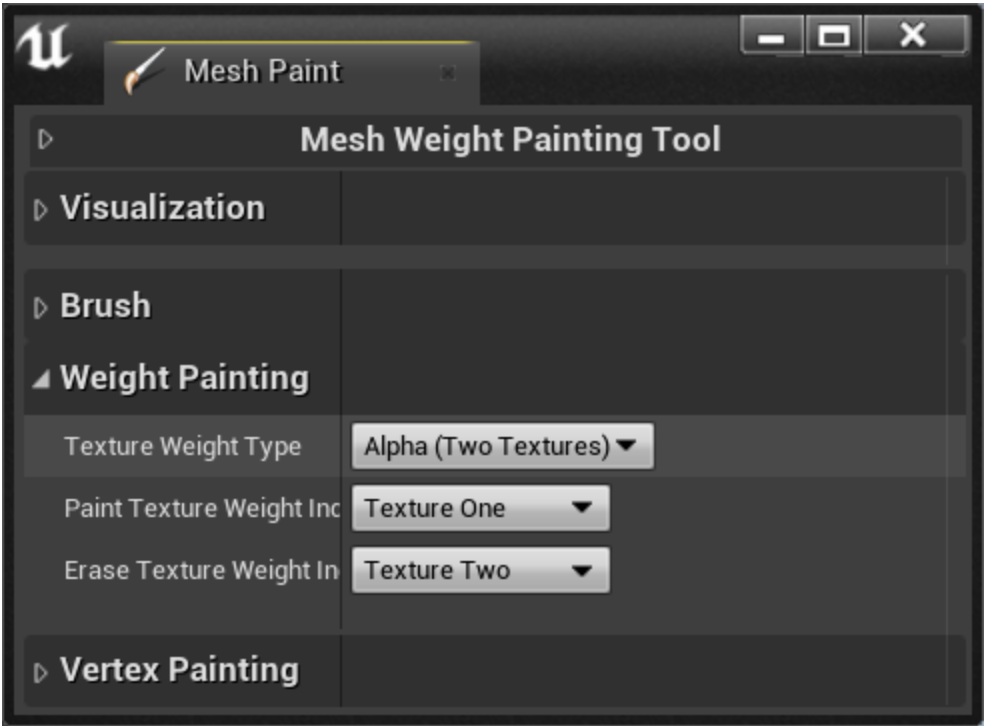 Mesh Paint
Mesh Weight Painting Tool
Visualization
Brush
Weight Painting
Texture Weight Type Alpha (Two Textures)
Paint Texture Weight Inc Texture One
Erase Texture Weight In Texture Two
Vertex Painting